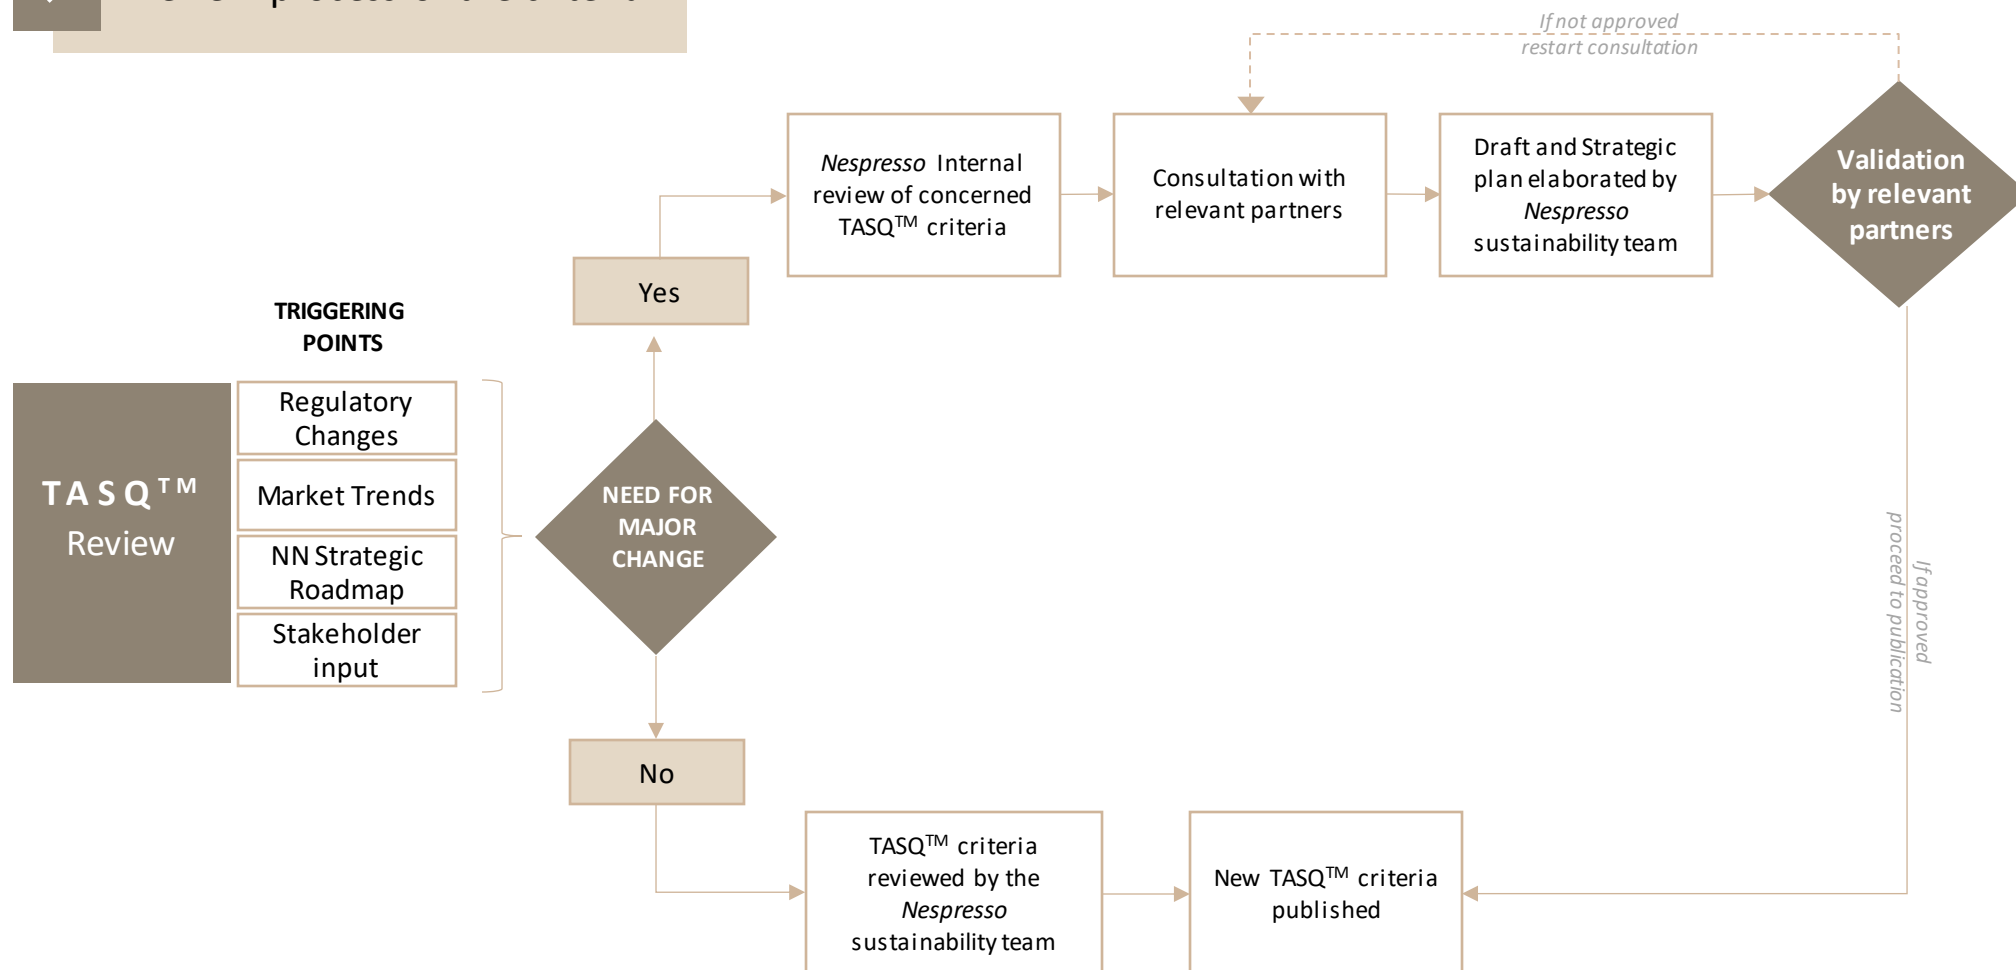 If not approved
restart consultation
Nespresso Internal
review of concerned
TASQ™ criteria
Consultation with
relevant partners
Draft and Strategic
plan elaborated by
Nespresso
sustainability team
Validation
by relevant
partners
Yes
TRIGGERING
POINTS
TASQ™
Review
Regulatory
Changes
Market Trends
NN Strategic
Roadmap
Stakeholder
input
NEED FOR
MAJOR
CHANGE
If approved
proceed to publication
No
TASQ™ criteria
reviewed by the
Nespresso
sustainability team
New TASQ™ criteria
published